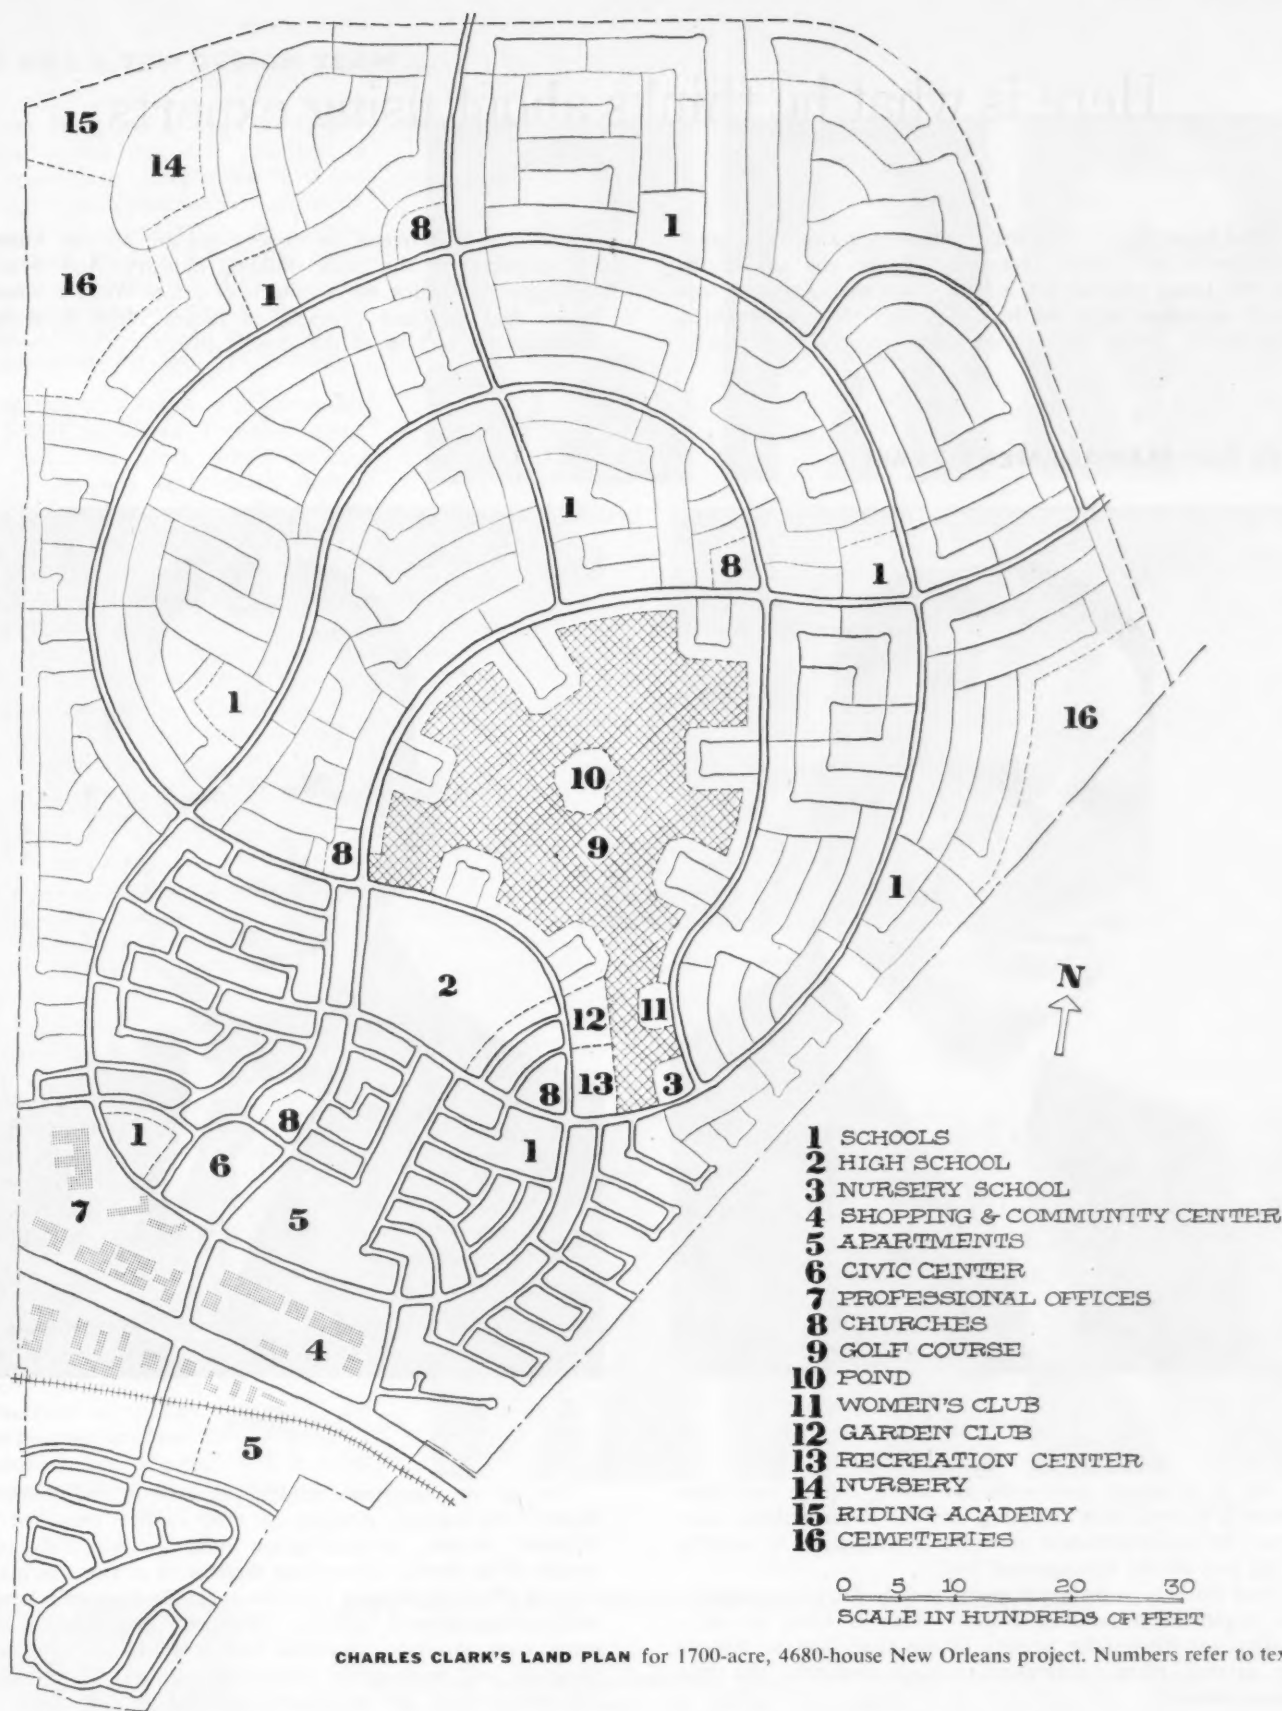 15
14
8
1
16
1
1
8
1
1
16
10
9
8
1
2
11
12
N
13
3
8
8
1
6
1
7
5
4
5
1 SCHOOLS
2 HIGH SCHOOL
3 NURSERY SCHOOL
4 SHOPPING & COMMUNITY CENTER
5 APARTMENTS
6 CIVIC CENTER
7 PROFESSIONAL OFFICES
8 CHURCHES
9 GOLF COURSE
10 POND
11 WOMEN'S CLUB
12 GARDEN CLUB
13 RECREATION CENTER
14 NURSERY
15 RIDING ACADEMY
16 CEMETERIES
0 5 10 20 30
SCALE IN HUNDREDS OF FEET
CHARLES CLARK'S LAND PLAN for 1700-acre, 4680-house New Orleans project. Numbers refer to